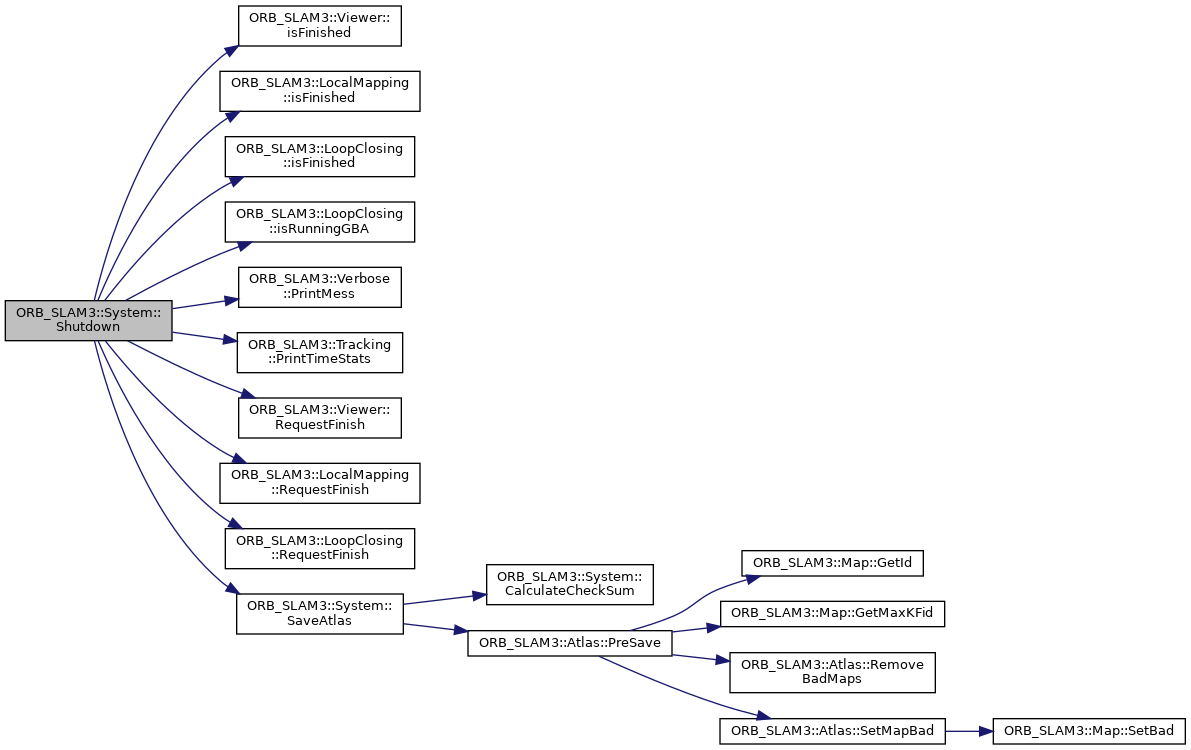 ORB_SLAM3::Viewer::
isFinished
ORB_SLAM3::LocalMapping
::isFinished
ORB_SLAM3::LoopClosing
::isFinished
ORB_SLAM3::LoopClosing
::isRunningGBA
ORB_SLAM3::Verbose
::PrintMess
ORB_SLAM3::System::
Shutdown
ORB_SLAM3::Tracking
::PrintTimeStats
ORB_SLAM3::Viewer::
RequestFinish
ORB_SLAM3::LocalMapping
::RequestFinish
ORB_SLAM3::LoopClosing
::RequestFinish
ORB_SLAM3::System::
SaveAtlas
ORB_SLAM3::System::
CalculateCheckSum
ORB_SLAM3::Atlas::PreSave
ORB_SLAM3::Map::GetId
ORB_SLAM3::Map::GetMaxKFid
ORB_SLAM3::Atlas::Remove
BadMaps
ORB_SLAM3::Atlas::SetMapBad
ORB_SLAM3::Map::SetBad